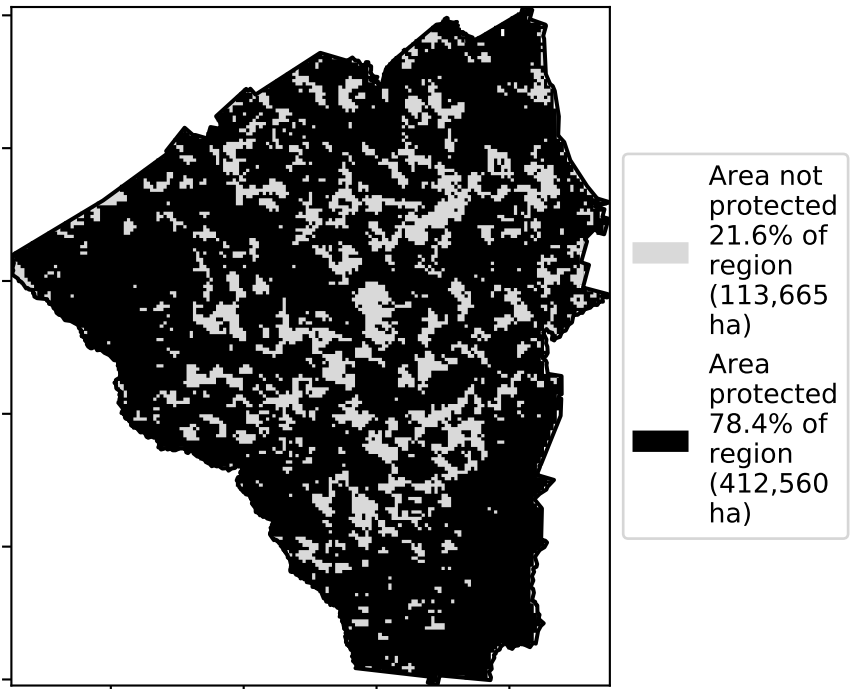 Area not
protected
21.6% of
region
(113,665
ha)
Area
protected
78.4% of
region
(412,560
ha)